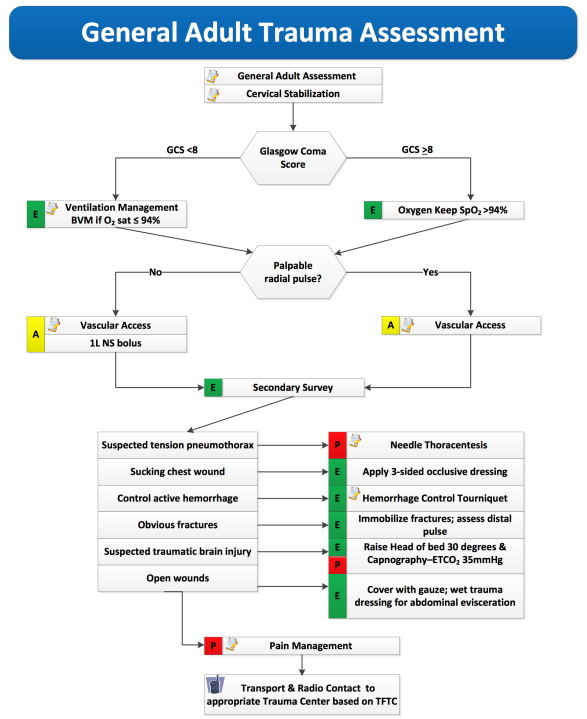 General Adult Trauma Assessment
General Adult Assessment
Cervical Stabilization
GCS <8
Glasgow Coma
Score
GCS ≥8
E
Ventilation Management
BVM if O₂ sat ≤ 94%
E
Oxygen Keep SpO₂ >94%
Palpable
radial pulse?
No
Yes
A
Vascular Access
1L NS bolus
A
Vascular Access
E
Secondary Survey
Suspected tension pneumothorax
P
Needle Thoracentesis
Sucking chest wound
E
Apply 3-sided occlusive dressing
Control active hemorrhage
E
Hemorrhage Control Tourniquet
Obvious fractures
E
Immobilize fractures; assess distal
pulse
Suspected traumatic brain injury
E
P
Raise Head of bed 30 degrees &
Capnography–ETCO₂ 35mmHg
Open wounds
E
Cover with gauze; wet trauma
dressing for abdominal evisceration
P
Pain Management
Transport & Radio Contact to
appropriate Trauma Center based on TFTC